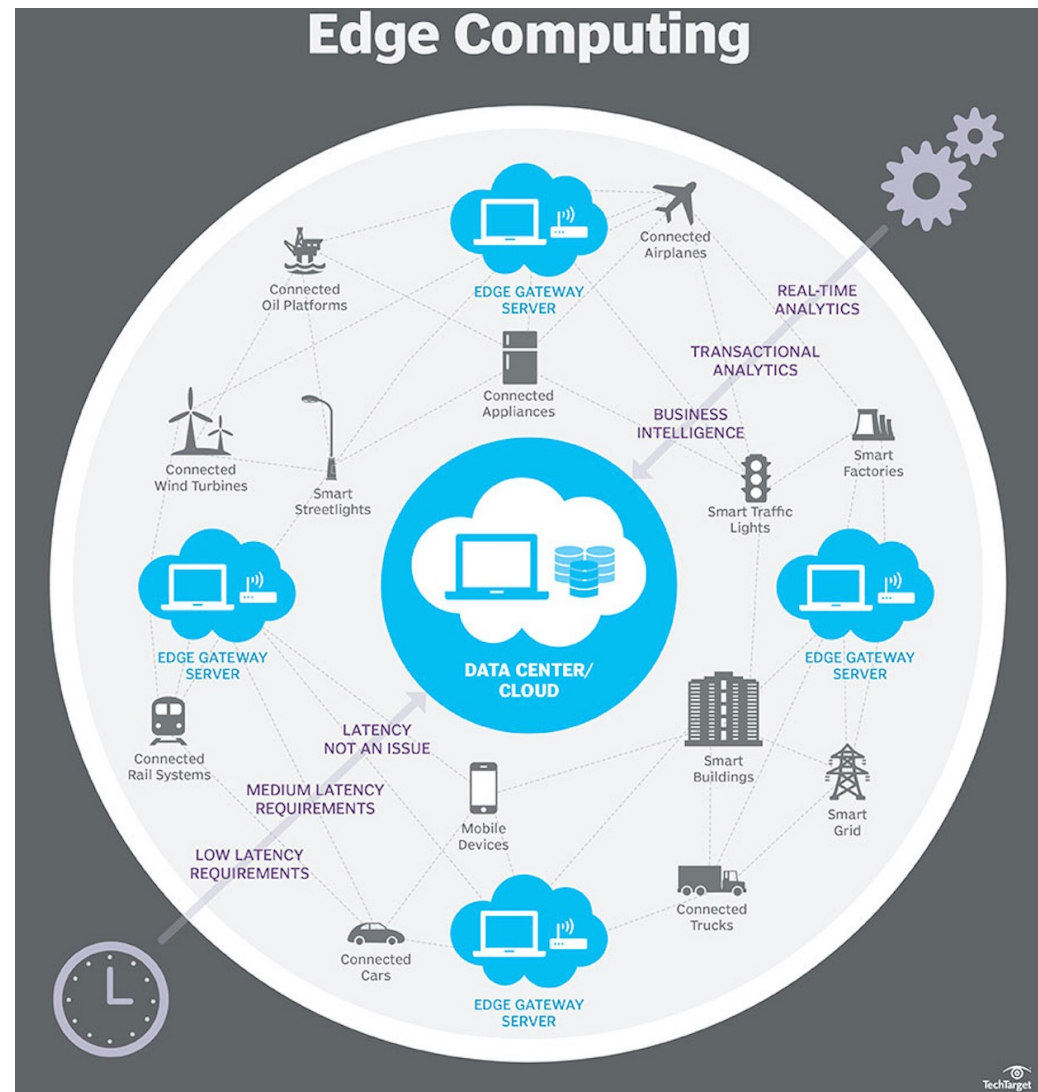 Edge Computing
EDGE GATEWAY
SERVER
Connected
Airplanes
Connected
Oil Platforms
REAL-TIME
ANALYTICS
TRANSACTIONAL
ANALYTICS
BUSINESS
INTELLIGENCE
Connected
Appliances
Connected
Wind Turbines
Smart
Streetlights
Smart Traffic
Lights
Smart
Factories
EDGE GATEWAY
SERVER
DATA CENTER/
CLOUD
EDGE GATEWAY
SERVER
Connected
Rail Systems
LATENCY
NOT AN ISSUE
MEDIUM LATENCY
REQUIREMENTS
LOW LATENCY
REQUIREMENTS
Mobile
Devices
Smart
Buildings
Smart
Grid
Connected
Cars
EDGE GATEWAY
SERVER
Connected
Trucks
TechTarget